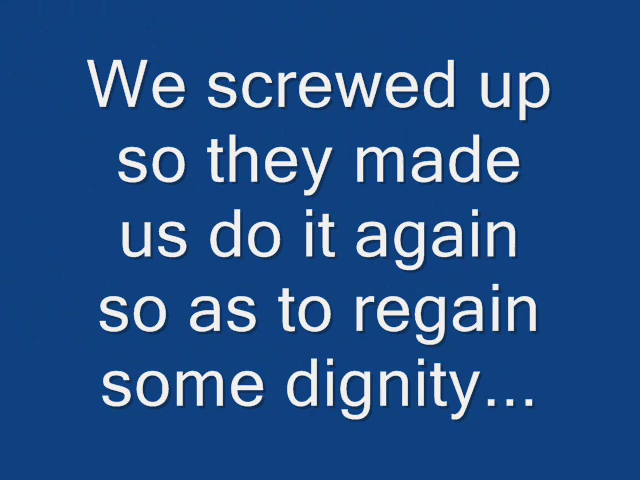 We screwed up
so they made
us do it again
so as to regain
some dignity...